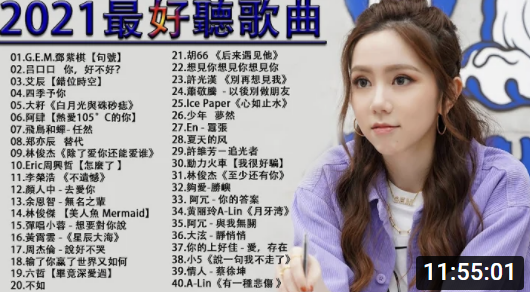 2021最好聽歌曲
01.G.E.M.鄧紫棋【句號】
02.吕口口 你，好不好？
03.艾辰【錯位時空】
04.四季予你
05.大籽《白月光與硃砂痣》
06.阿肆【熱愛105°C的你】
07.飛鳥和蟬- 任然
08.郑亦辰 替代
09.林俊杰《除了爱你还能爱谁》
10.Eric周興哲【怎麼了】
11.李榮浩 《不遺憾》
12.顏人中 - 去愛你
13.余恩智 - 無名之輩
14.林俊傑 【美人魚 Mermaid】
15.彈唱小蓉 - 想要對你說
16.黃霄雲 -《星辰大海》
17.周杰倫 - 說好不哭
18.输了你赢了世界又如何
19.六哲【畢竟深愛過】
20.不如
21.胡66 《后来遇见他》
22.想見你想見你想見你
23.許光漢 《別再想見我》
24.蕭敬騰 - 以後別做朋友
25.Ice Paper《心如止水》
26.少年 夢然
27.En - 囂張
28.夏天的风
29.許維芳－追光者
30.動力火車【我很好騙】
31.林俊杰《至少还有你》
32.夠愛-勝嶼
33. 阿冗 - 你的答案
34.黄丽玲A-Lin《月牙湾》
35.阿冗 - 與我無關
36.大泫 - 靜悄悄
37.你的上好佳 - 愛，存在
38.小5《說一句我不走了》
39.情人 - 蔡徐坤
40.A-Lin《有一種悲傷 》
11:55:01